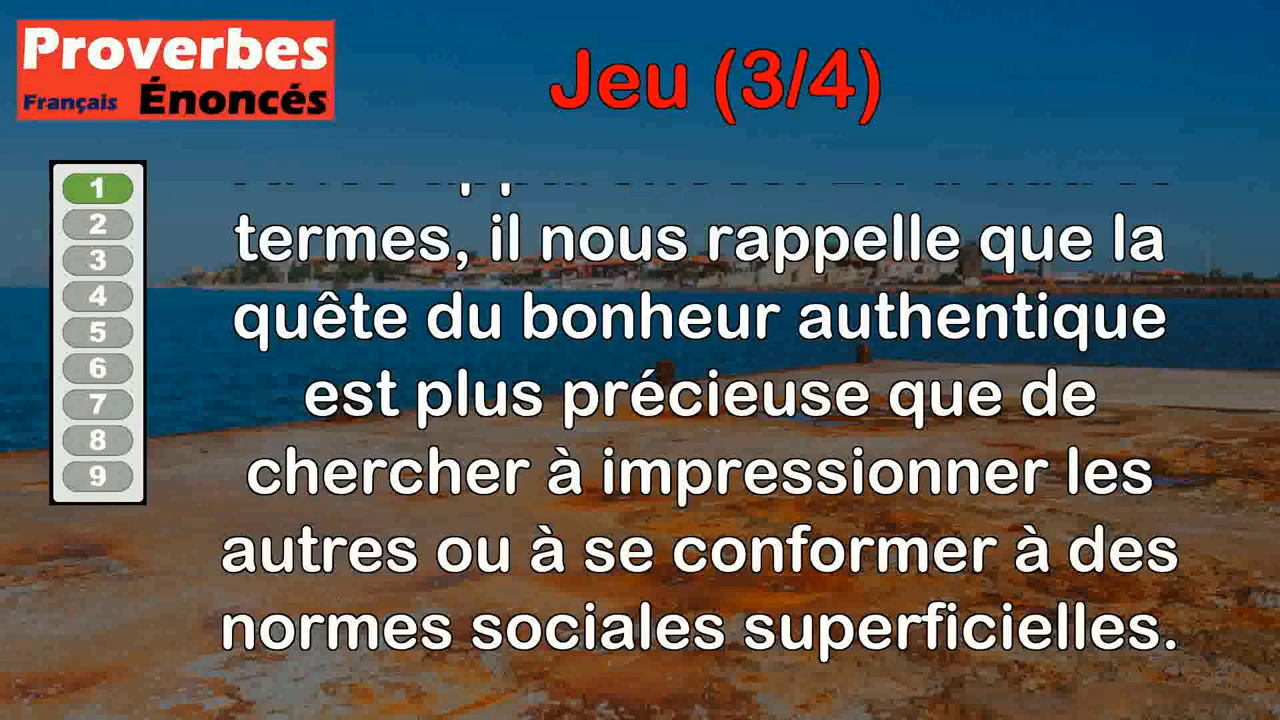 Proverbes
Français Énoncés
Jeu (3/4)
1
2
3
4
5
6
7
8
9
termes, il nous rappelle que la
quête du bonheur authentique
est plus précieuse que de
chercher à impressionner les
autres ou à se conformer à des
normes sociales superficielles.